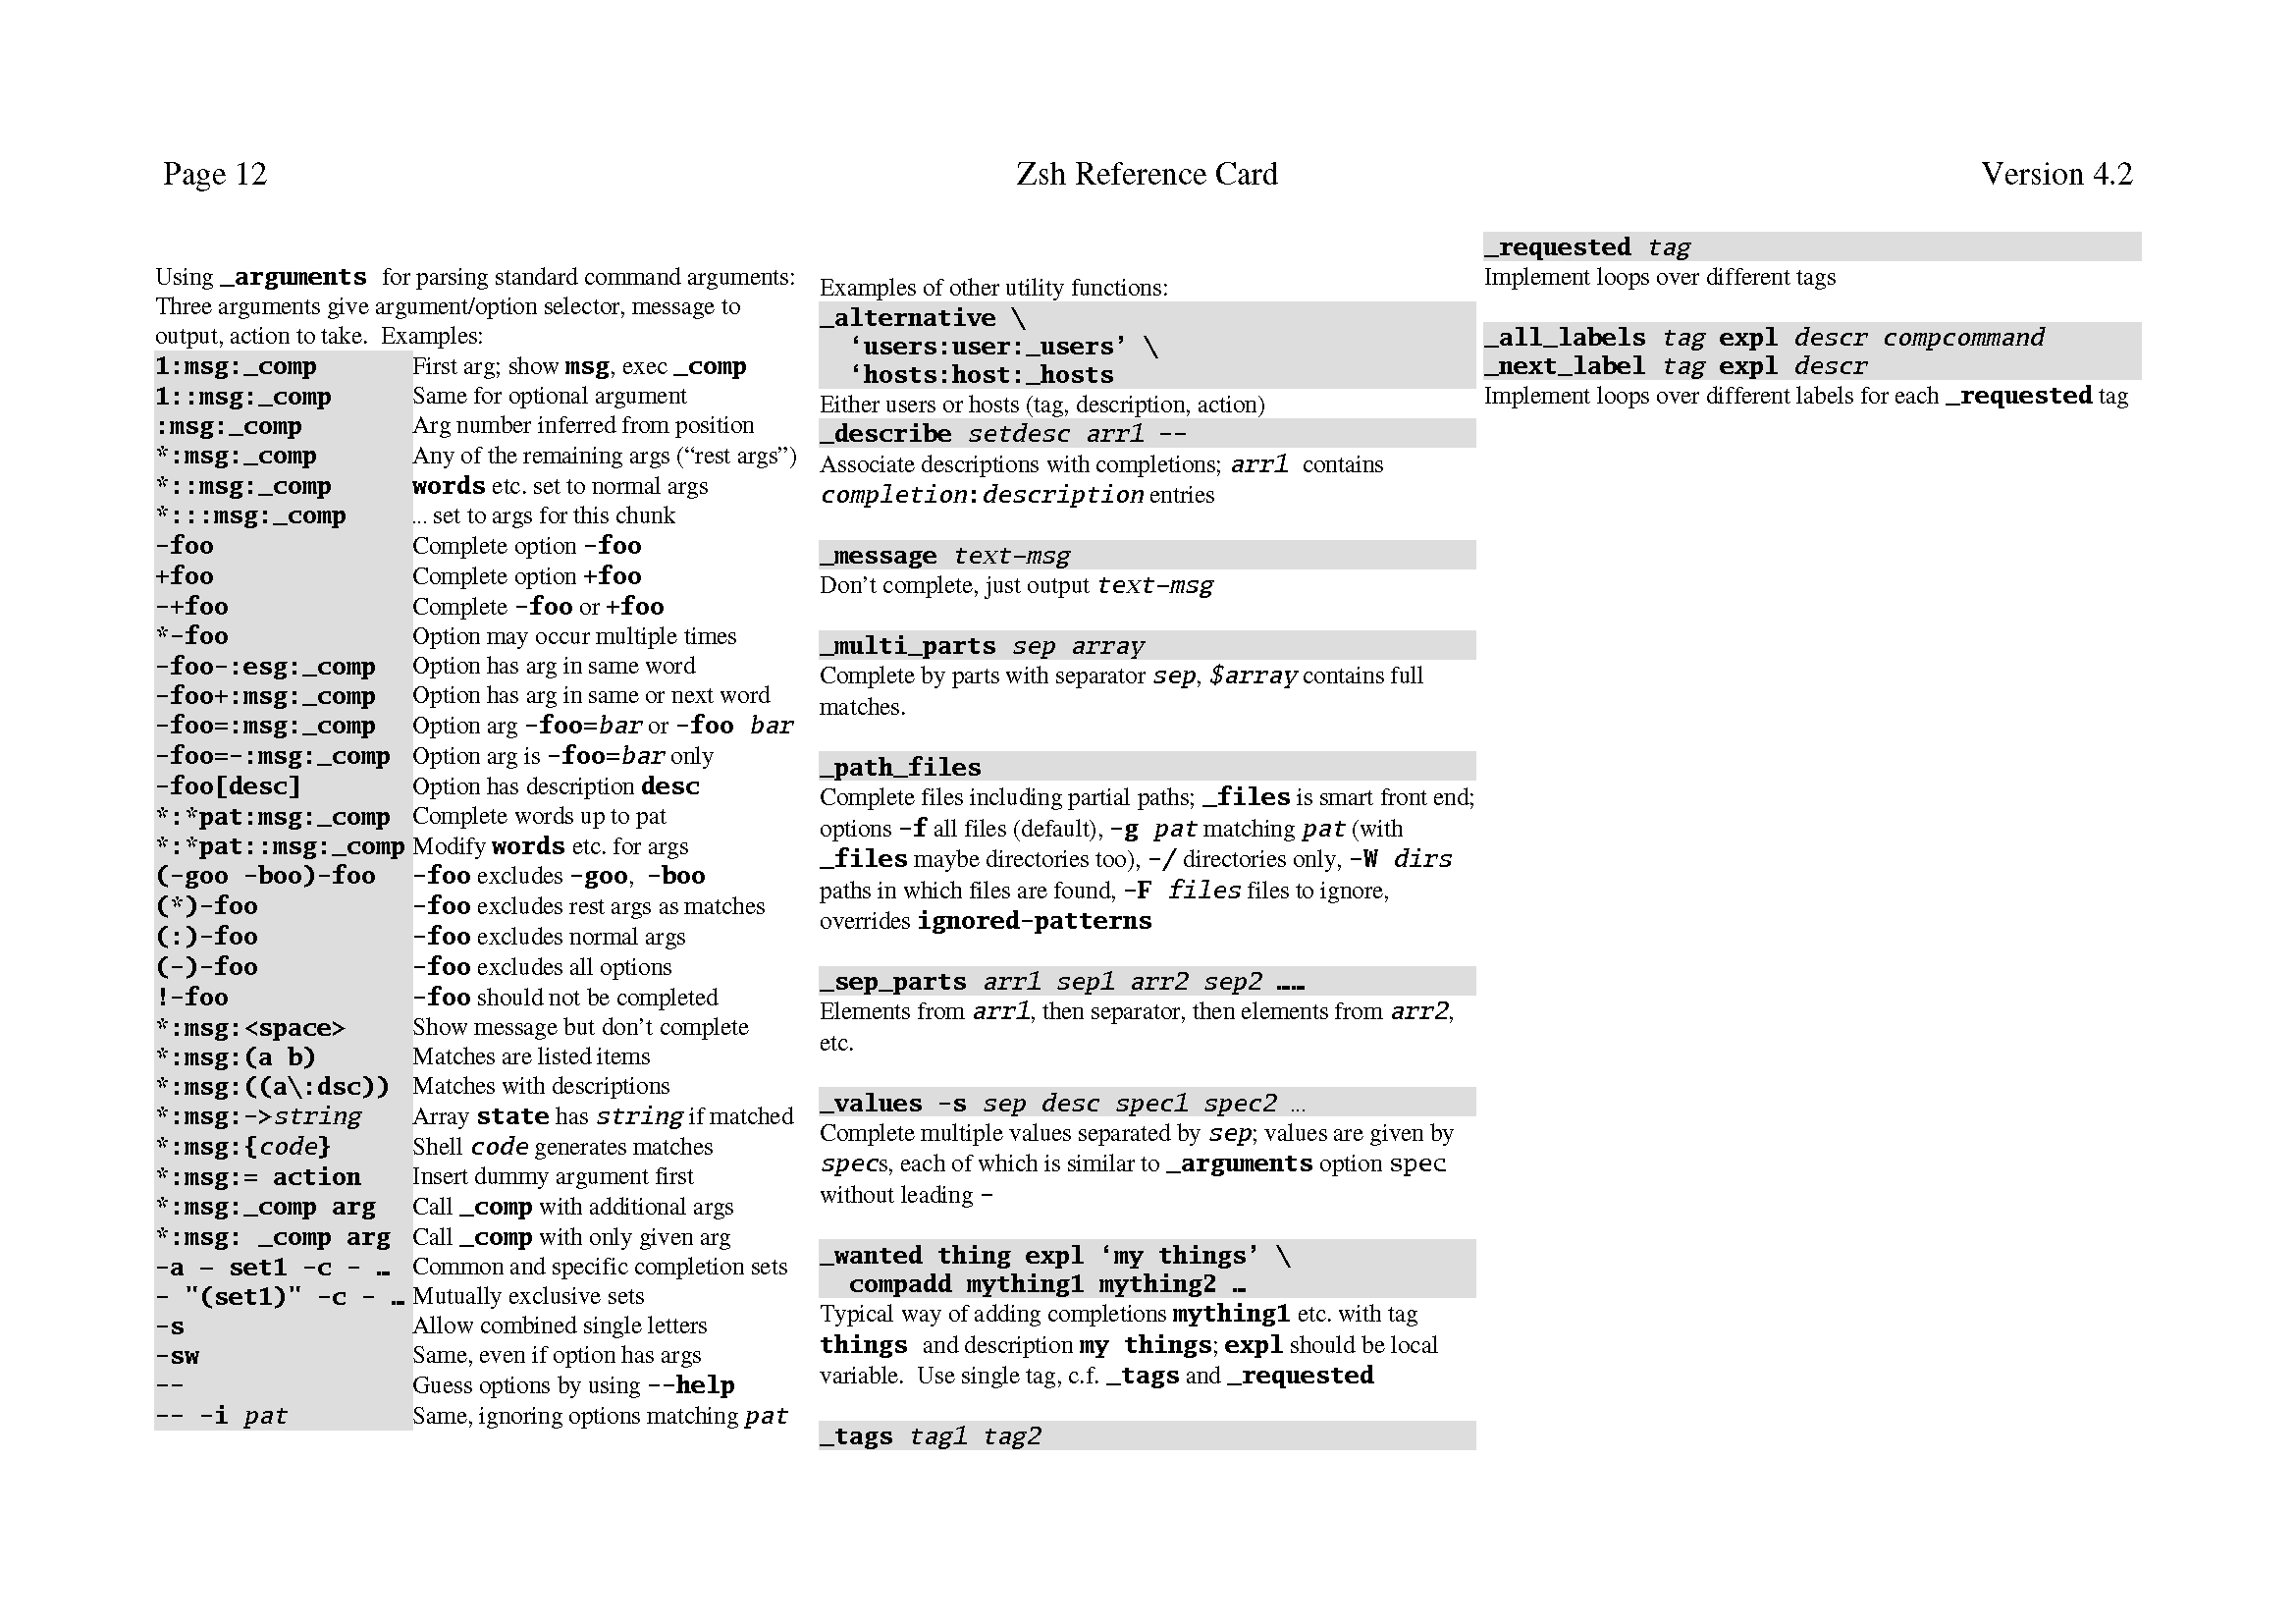 Page 12
Zsh Reference Card
Version 4.2
Using _arguments for parsing standard command arguments:
Three arguments give argument/option selector, message to
output, action to take. Examples:
1:msg:_comp First arg; show msg, exec _comp
1::msg:_comp Same for optional argument
:msg:_comp Arg number inferred from position
*:msg:_comp Any of the remaining args (“rest args”)
*::msg:_comp words etc. set to normal args
*:::msg:_comp ... set to args for this chunk
-foo Complete option -foo
+foo Complete option +foo
-+foo Complete -foo or +foo
*-foo Option may occur multiple times
-foo-:esg:_comp Option has arg in same word
-foo+:msg:_comp Option has arg in same or next word
-foo=:msg:_comp Option arg -foo=bar or -foo bar
-foo=-:msg:_comp Option arg is -foo=bar only
-foo[desc] Option has description desc
*:*pat:msg:_comp Complete words up to pat
*:*pat::msg:_comp Modify words etc. for args
(-goo -boo)-foo -foo excludes -goo, -boo
(*)-foo -foo excludes rest args as matches
(:)-foo -foo excludes normal args
(-)-foo -foo excludes all options
!-foo -foo should not be completed
*:msg:<space> Show message but don’t complete
*:msg:(a b) Matches are listed items
*:msg:((a\:dsc)) Matches with descriptions
*:msg:->string Array state has string if matched
*:msg:{code} Shell code generates matches
*:msg:= action Insert dummy argument first
*:msg:_comp arg Call _comp with additional args
*:msg: _comp arg Call _comp with only given arg
-a – set1 -c - … Common and specific completion sets
- "(set1)" -c - … Mutually exclusive sets
-s Allow combined single letters
-sw Same, even if option has args
-- Guess options by using --help
-- -i pat Same, ignoring options matching pat
Examples of other utility functions:
_alternative \
‘users:user:_users’ \
‘hosts:host:_hosts
Either users or hosts (tag, description, action)
_describe setdesc arr1 --
Associate descriptions with completions; arr1 contains
completion:description entries
_message text-msg
Don’t complete, just output text-msg
_multi_parts sep array
Complete by parts with separator sep, $array contains full
matches.
_path_files
Complete files including partial paths; _files is smart front end;
options -f all files (default), -g pat matching pat (with
_files maybe directories too), -/ directories only, -W dirs
paths in which files are found, -F files files to ignore,
overrides ignored-patterns
_sep_parts arr1 sep1 arr2 sep2 ……
Elements from arr1, then separator, then elements from arr2,
etc.
_values -s sep desc spec1 spec2 ...
Complete multiple values separated by sep; values are given by
specs, each of which is similar to _arguments option spec
without leading -
_wanted thing expl ‘my things’ \
compadd mything1 mything2 …
Typical way of adding completions mything1 etc. with tag
things and description my things; expl should be local
variable. Use single tag, c.f. _tags and _requested
_tags tag1 tag2
_requested tag
Implement loops over different tags
_all_labels tag expl descr compcommand
_next_label tag expl descr
Implement loops over different labels for each _requested tag